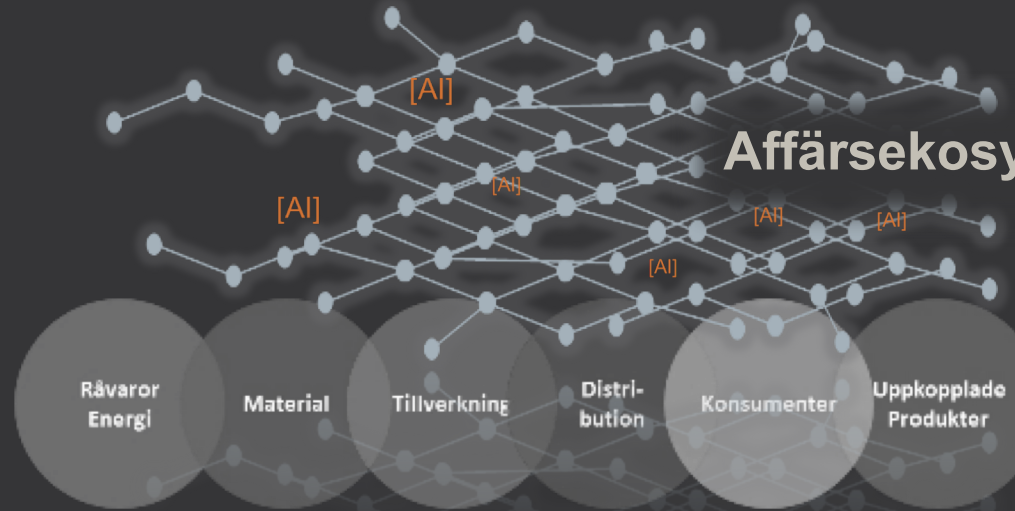 [AI]
Affärsekosy
[AI]
[AI]
[AI]
[AI]
[AI]
Råvaror
Energi
Material
Tillverkning
Distri-
bution
Konsumenter
Uppkopplade
Produkter